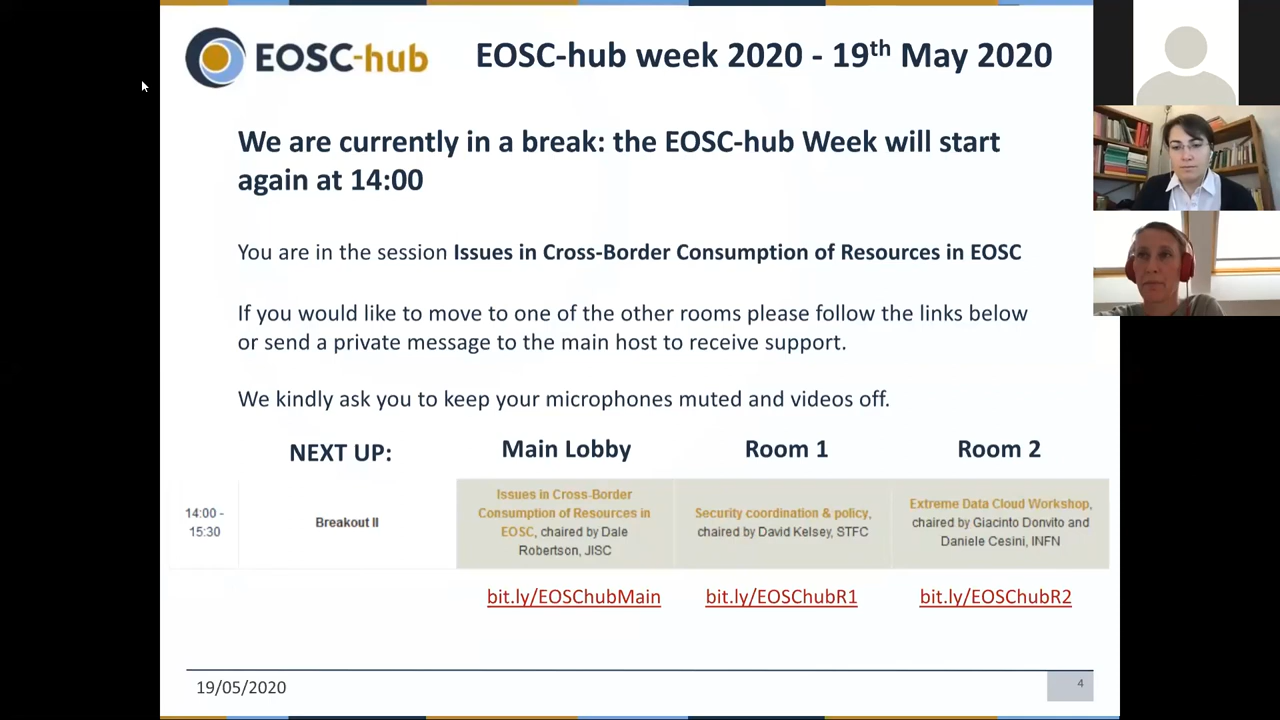 EOSC-hub
EOSC-hub week 2020 - 19th May 2020
We are currently in a break: the EOSC-hub Week will start
again at 14:00
You are in the session Issues in Cross-Border Consumption of Resources in EOSC
If you would like to move to one of the other rooms please follow the links below
or send a private message to the main host to receive support.
We kindly ask you to keep your microphones muted and videos off.
NEXT UP:
Main Lobby
Room 1
Room 2
14:00 -
15:30
Breakout II
Issues in Cross-Border
Consumption of Resources in
EOSC, chaired by Dale
Robertson, JISC
Security coordination & policy,
chaired by David Kelsey, STFC
Extreme Data Cloud Workshop,
chaired by Giacinto Donvito and
Daniele Cesini, INFN
bit.ly/EOSChubMain
bit.ly/EOSChubR1
bit.ly/EOSChubR2
19/05/2020
4